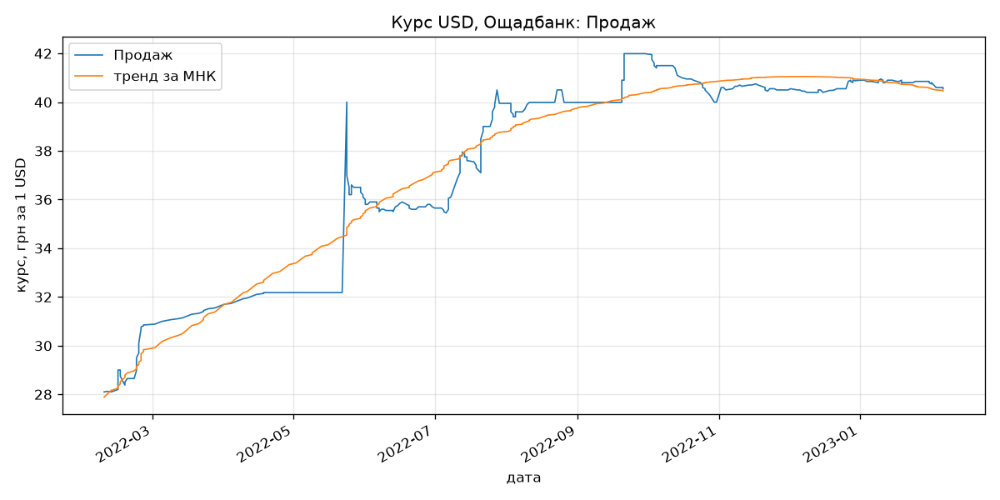 Курс USD, Ощадбанк: Продаж
Продаж
тренд за МНК
курс, грн за 1 USD
42
40
38
36
34
32
30
28
2022-03
2022-05
2022-07
2022-09
2022-11
2023-01
дата